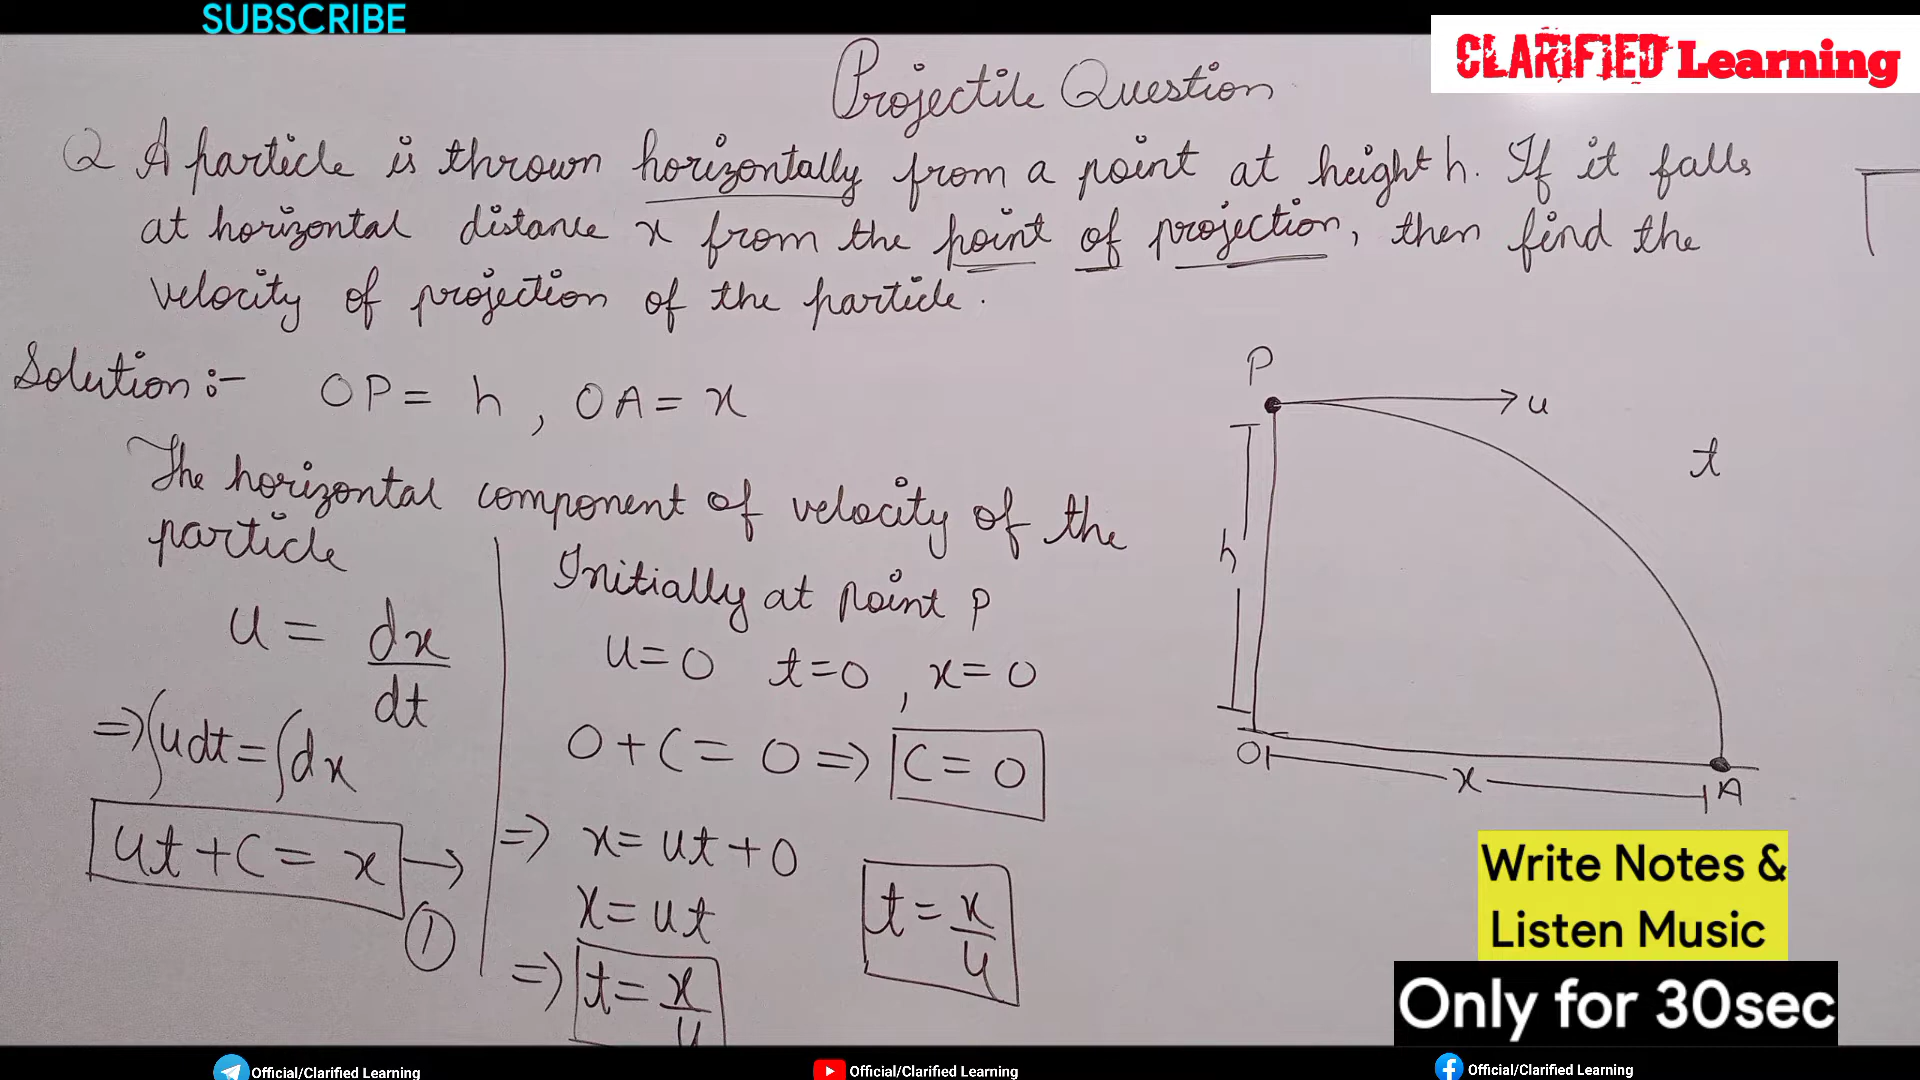 SUBSCRIBE
CLARIFIED Learning
Projectile Question
Q A particle is thrown horizontally from a point at height h. If it falls
at horizontal distance x from the point of projection, then find the
velocity of projection of the particle.
Solution :- OP = h , OA = x
The horizontal component of velocity of the
particle
u = dx/dt
=> ∫udt = ∫dx
ut + c = x → ①
Initially at point P
u=0 t=0 , x=0
0 + C = 0 => C = 0
=> x = ut + 0
x = ut
=> t = x/u
t = x/u
P
u
t
h
O
x
A
Write Notes &
Listen Music
Only for 30sec
Official/Clarified Learning
Official/Clarified Learning
Official/Clarified Learning